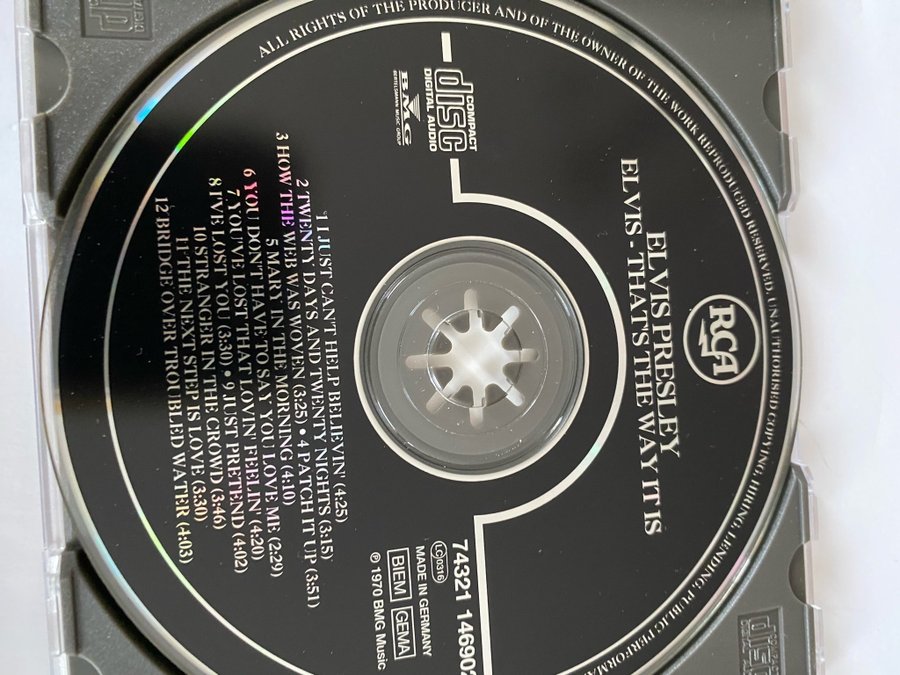 ALL RIGHTS OF THE PRODUCER AND OF THE OWNER OF THE WORK REPRODUCED RESERVED. UNAUTHORISED COPYING, HIRING, LENDING, PUBLIC
RCA
ELVIS PRESLEY
ELVIS - THAT'S THE WAY IT IS
COMPACT
disc
DIGITAL AUDIO
BMG
BERTELSMANN MUSIC GROUP
74321 14690
LC 0316
MADE IN GERMANY
BIEM GEMA
℗ 1970 BMG Music
1 I JUST CAN'T HELP BELIEVIN' (4:25)
2 TWENTY DAYS AND TWENTY NIGHTS (3:15)
3 HOW THE WEB WAS WOVEN (3:25) • 4 PATCH IT UP (3:51)
5 MARY IN THE MORNING (4:10)
6 YOU DON'T HAVE TO SAY YOU LOVE ME (2:29)
7 YOU'VE LOST THAT LOVIN' FEELIN' (4:20)
8 I'VE LOST YOU (3:30) • 9 JUST PRETEND (4:02)
10 STRANGER IN THE CROWD (3:46)
11 THE NEXT STEP IS LOVE (3:30)
12 BRIDGE OVER TROUBLED WATER (4:03)
COMPACT
disc